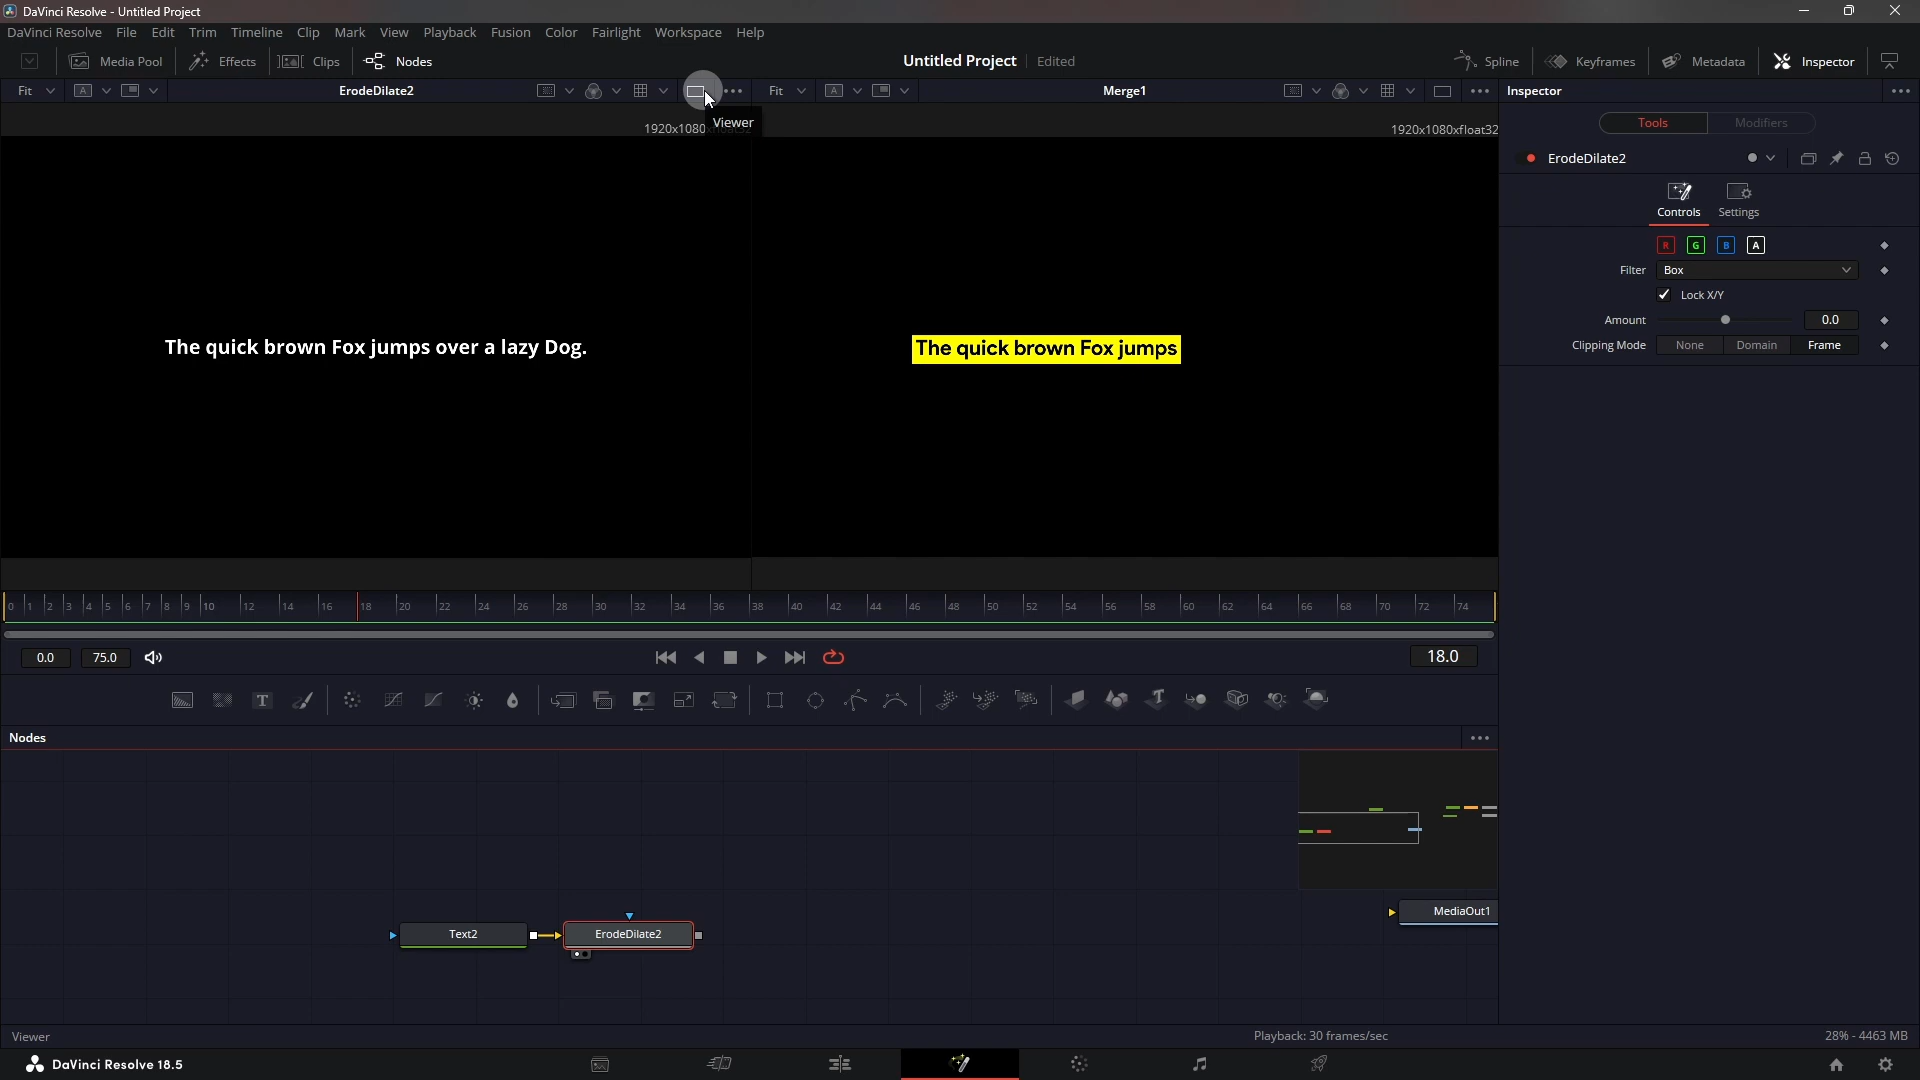 DaVinci Resolve - Untitled Project
DaVinci Resolve File Edit Trim Timeline Clip Mark View Playback Fusion Color Fairlight Workspace Help
Media Pool Effects Clips Nodes Untitled Project Edited Spline Keyframes Metadata Inspector
Fit A ErodeDilate2 Fit A Merge1 Inspector
Viewer
1920x1080 1920x1080xfloat32
Tools Modifiers
ErodeDilate2
Controls Settings
R G B A
Filter Box
Lock X/Y
Amount 0.0
Clipping Mode None Domain Frame
The quick brown Fox jumps over a lazy Dog.
The quick brown Fox jumps
0 1 2 3 4 5 6 7 8 9 10 12 14 16 18 20 22 24 26 28 30 32 34 36 38 40 42 44 46 48 50 52 54 56 58 60 62 64 66 68 70 72 74
0.0 75.0 18.0
T
Nodes
MediaOut1
Text2 ErodeDilate2
Viewer Playback: 30 frames/sec 28% - 4463 MB
DaVinci Resolve 18.5